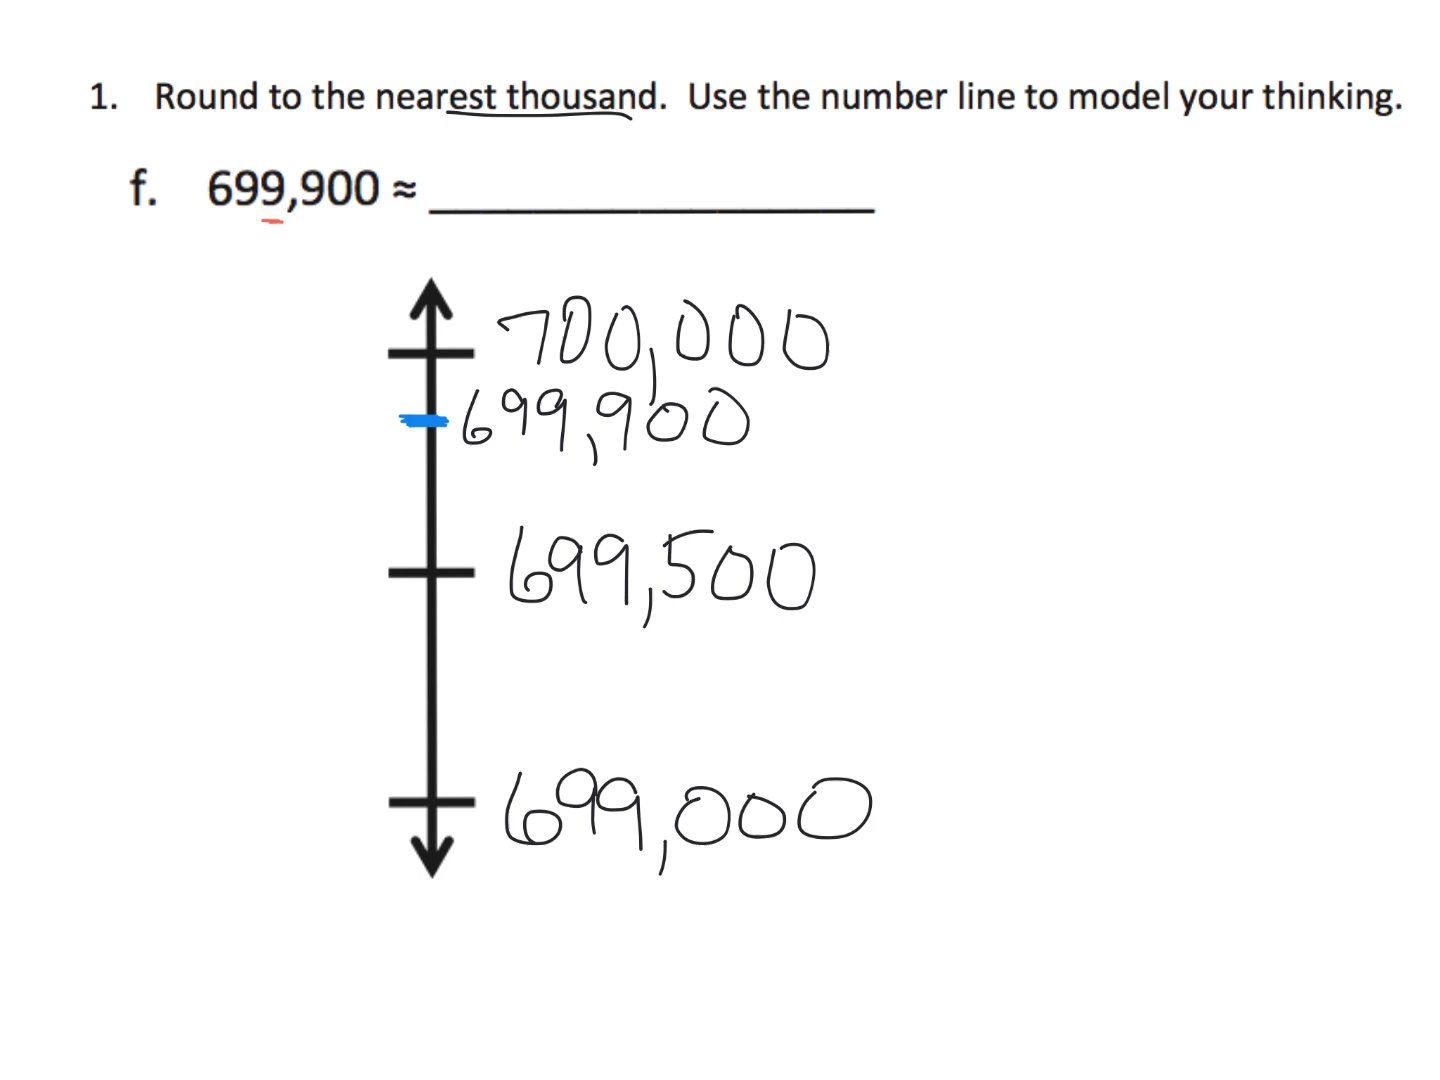 1. Round to the nearest thousand. Use the number line to model your thinking.
f. 699,900 ≈ ____________________
700,000
699,900
699,500
699,000